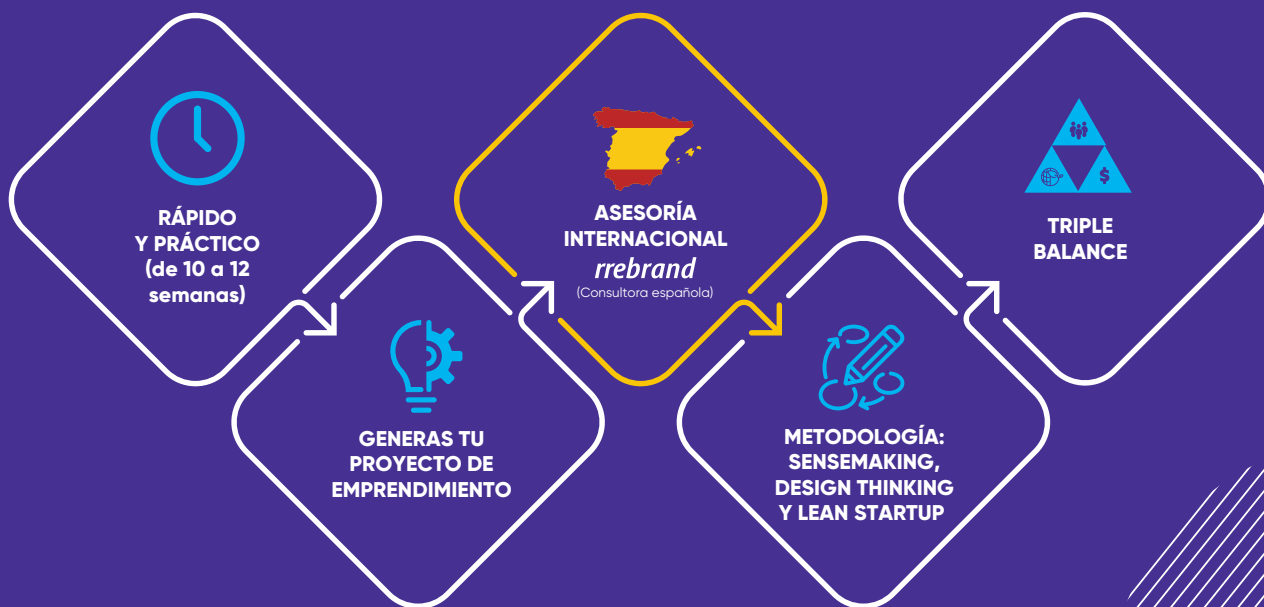 RÁPIDO
Y PRÁCTICO
(de 10 a 12
semanas)
GENERAS TU
PROYECTO DE
EMPRENDIMIENTO
ASESORÍA
INTERNACIONAL
rrebrand
(Consultora española)
METODOLOGÍA:
SENSEMAKING,
DESIGN THINKING
Y LEAN STARTUP
TRIPLE
BALANCE
$